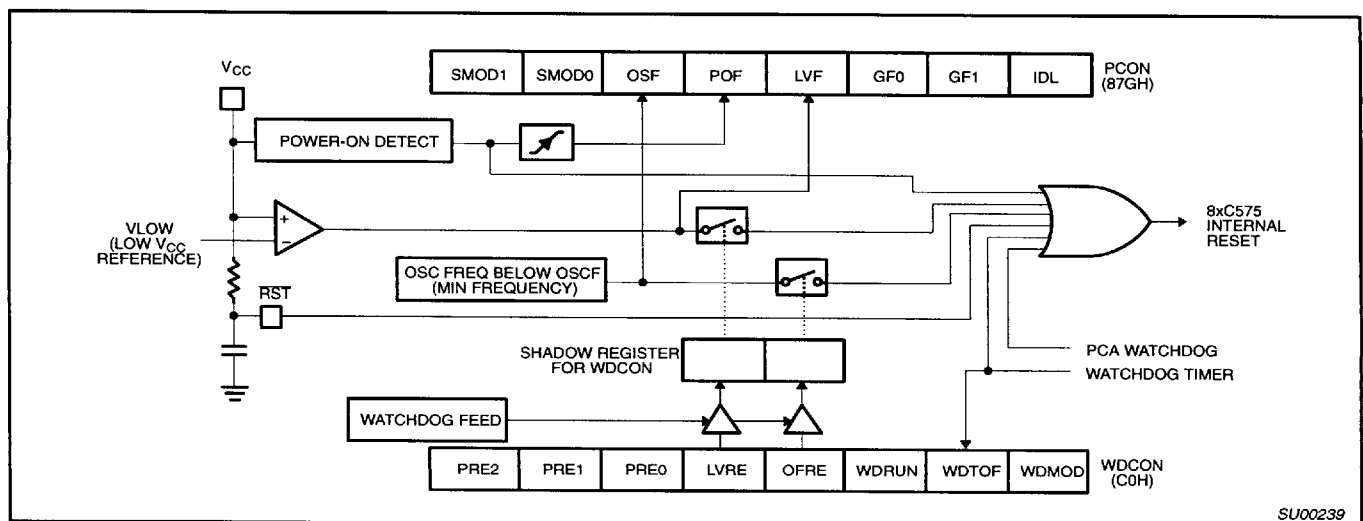 SMOD1 SMOD0 OSF POF LVF GF0 GF1 IDL
PCON
(87GH)
VCC
POWER-ON DETECT
+
−
VLOW
(LOW VCC
REFERENCE)
8xC575
INTERNAL
RESET
OSC FREQ BELOW OSCF
(MIN FREQUENCY)
RST
SHADOW REGISTER
FOR WDCON
PCA WATCHDOG
WATCHDOG TIMER
WATCHDOG FEED
PRE2 PRE1 PRE0 LVRE OFRE WDRUN WDTOF WDMOD
WDCON
(C0H)
SU00239